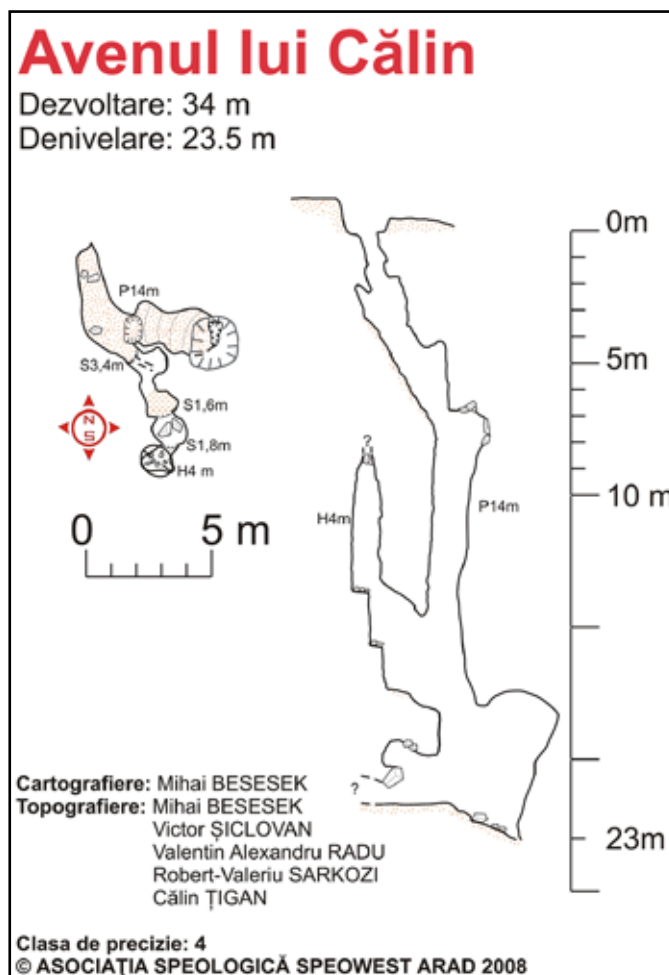 Avenul lui Călin
Dezvoltare: 34 m
Denivelare: 23.5 m
P14m
S3,4m
S1,6m
S1,8m
H4 m
N
S
0 5 m
?
H4m
P14m
?
0m
5m
10 m
23m
Cartografiere: Mihai BESESEK
Topografiere: Mihai BESESEK
Victor ȘICLOVAN
Valentin Alexandru RADU
Robert-Valeriu SARKOZI
Călin ȚIGAN
Clasa de precizie: 4
© ASOCIAȚIA SPEOLOGICĂ SPEOWEST ARAD 2008